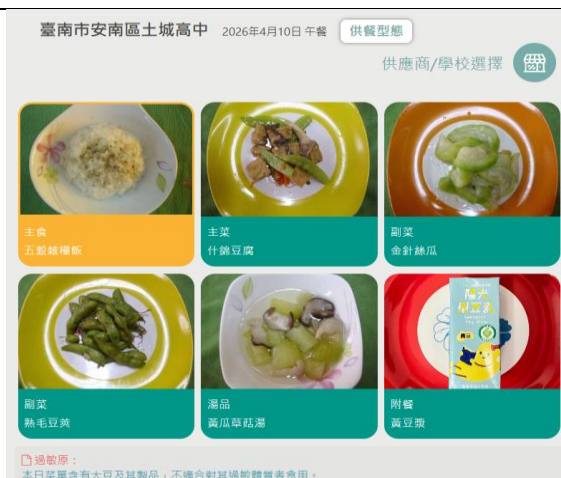 臺南市安南區土城高中 2026年4月10日 午餐 供餐型態
供應商/學校選擇
主食
五穀雜糧飯
主菜
什錦豆腐
副菜
金針絲瓜
副菜
熟毛豆莢
湯品
黃瓜草菇湯
附餐
黃豆漿
過敏原:
本日菜單含有大豆及其製品,不適合對其過敏體質者食用。